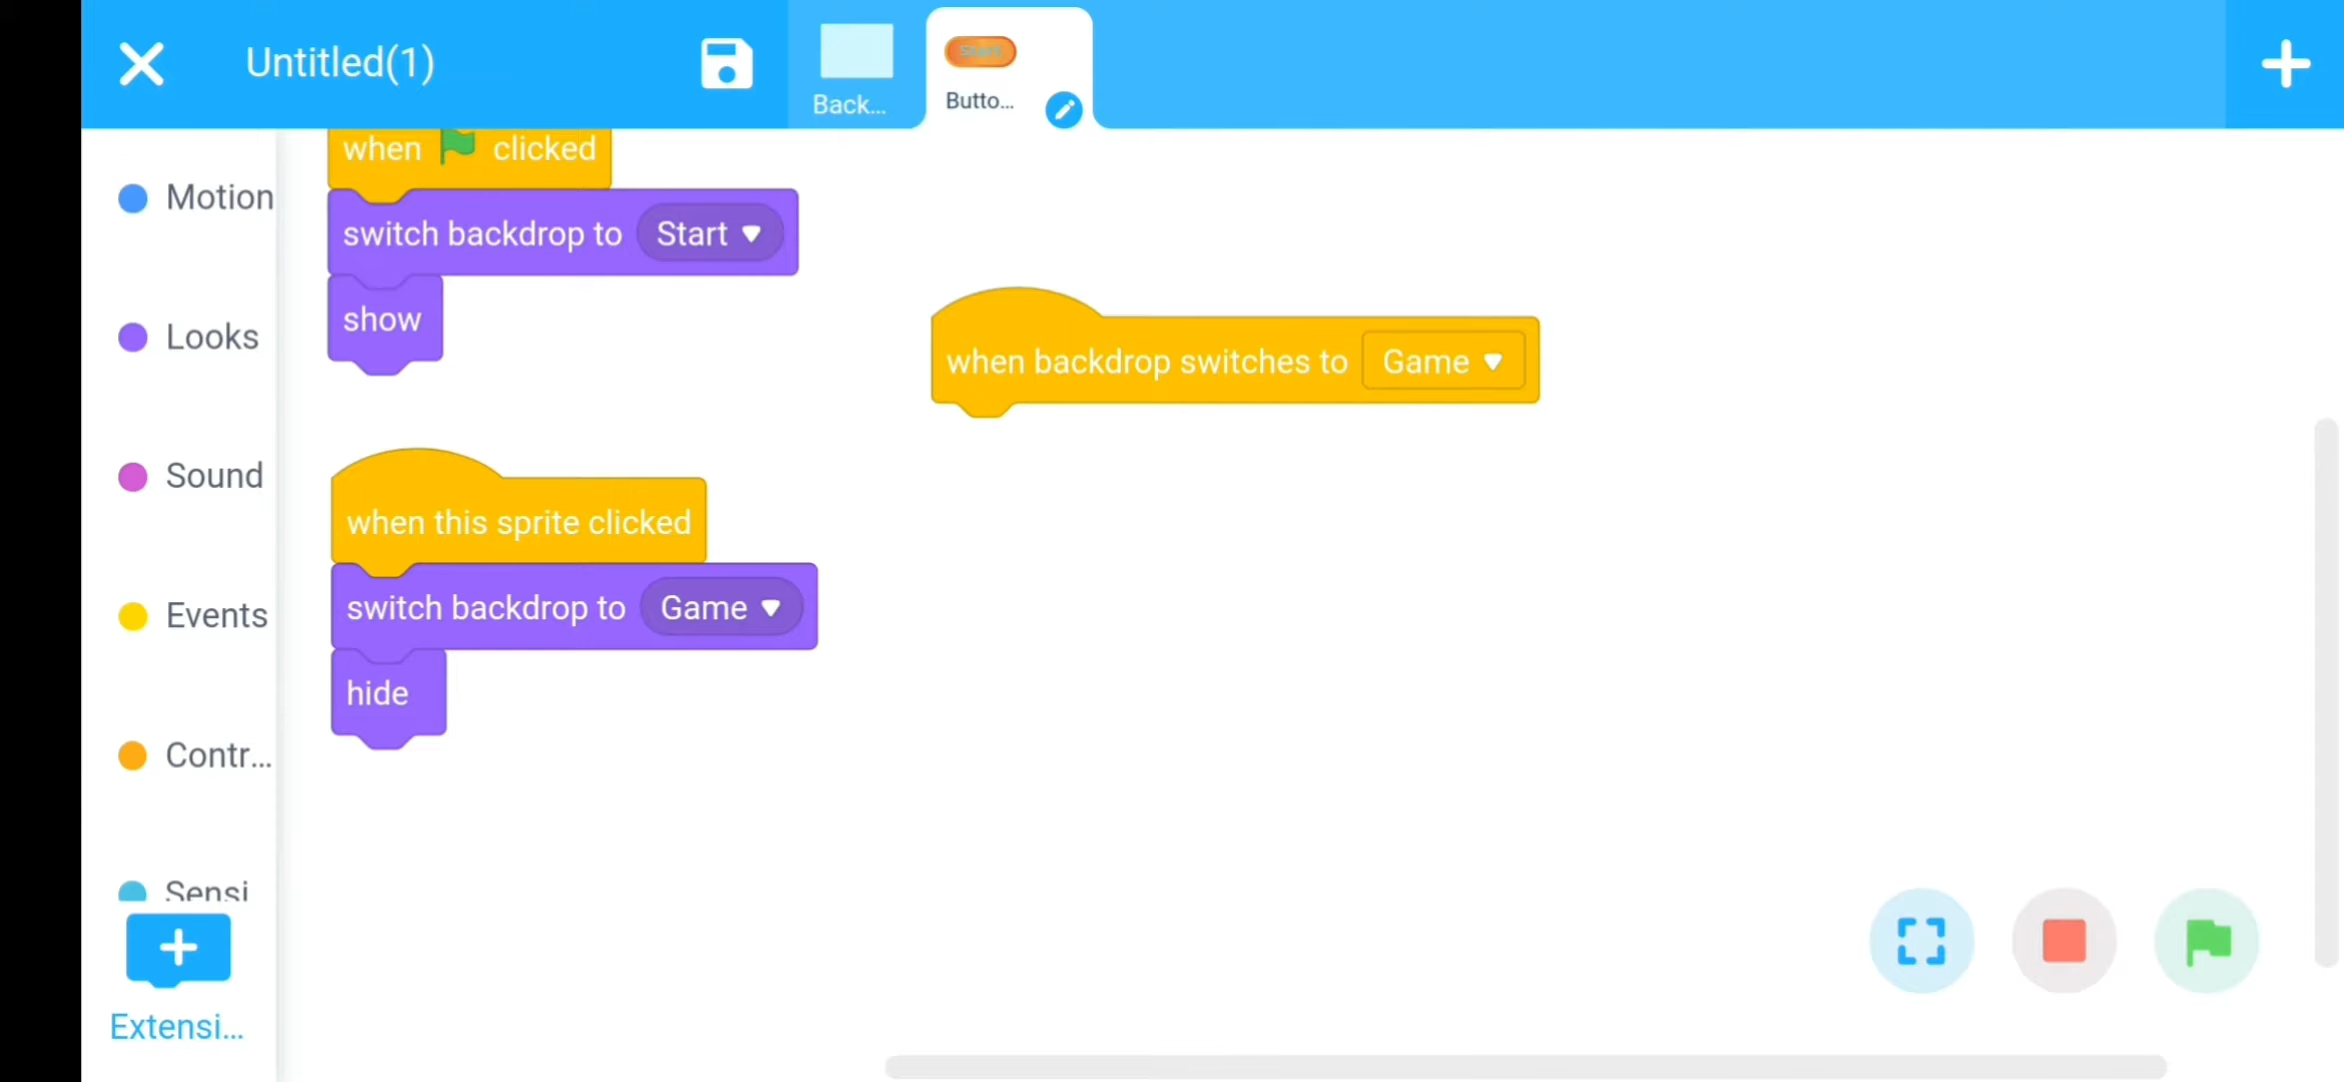 Untitled(1)
Back...
Start
Butto...
Motion
Looks
Sound
Events
Contr...
Sensi
Extensi...
when clicked
switch backdrop to Start
show
when this sprite clicked
switch backdrop to Game
hide
when backdrop switches to Game